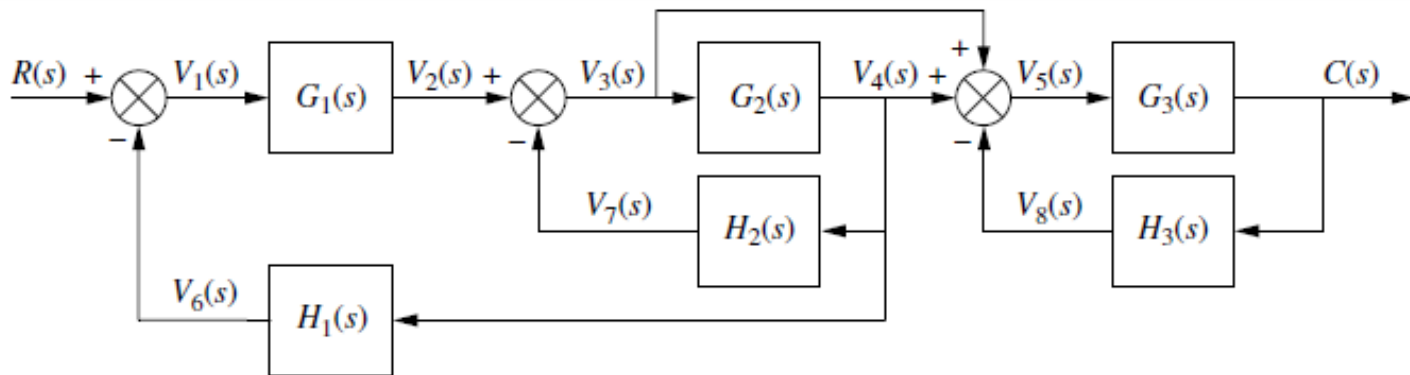 +
R(s) + V₁(s) G₁(s) V₂(s) + V₃(s) G₂(s) V₄(s) + V₅(s) G₃(s) C(s)
− − −
V₇(s) H₂(s) V₈(s) H₃(s)
V₆(s) H₁(s)